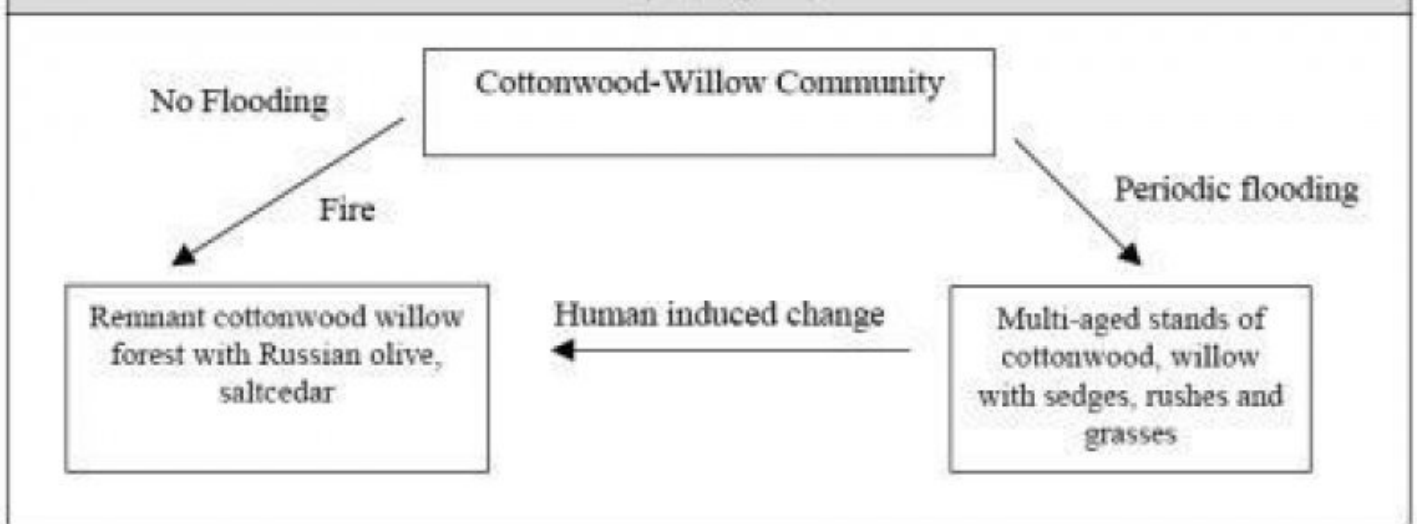 Cottonwood-Willow Community
No Flooding
Fire
Periodic flooding
Remnant cottonwood willow
forest with Russian olive,
saltcedar
Human induced change
Multi-aged stands of
cottonwood, willow
with sedges, rushes and
grasses